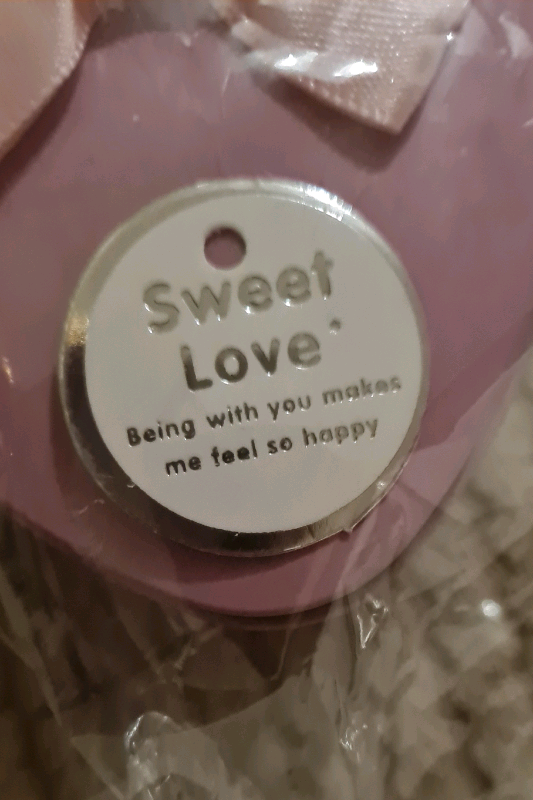 Sweet
Love
Being with you makes
me feel so happy